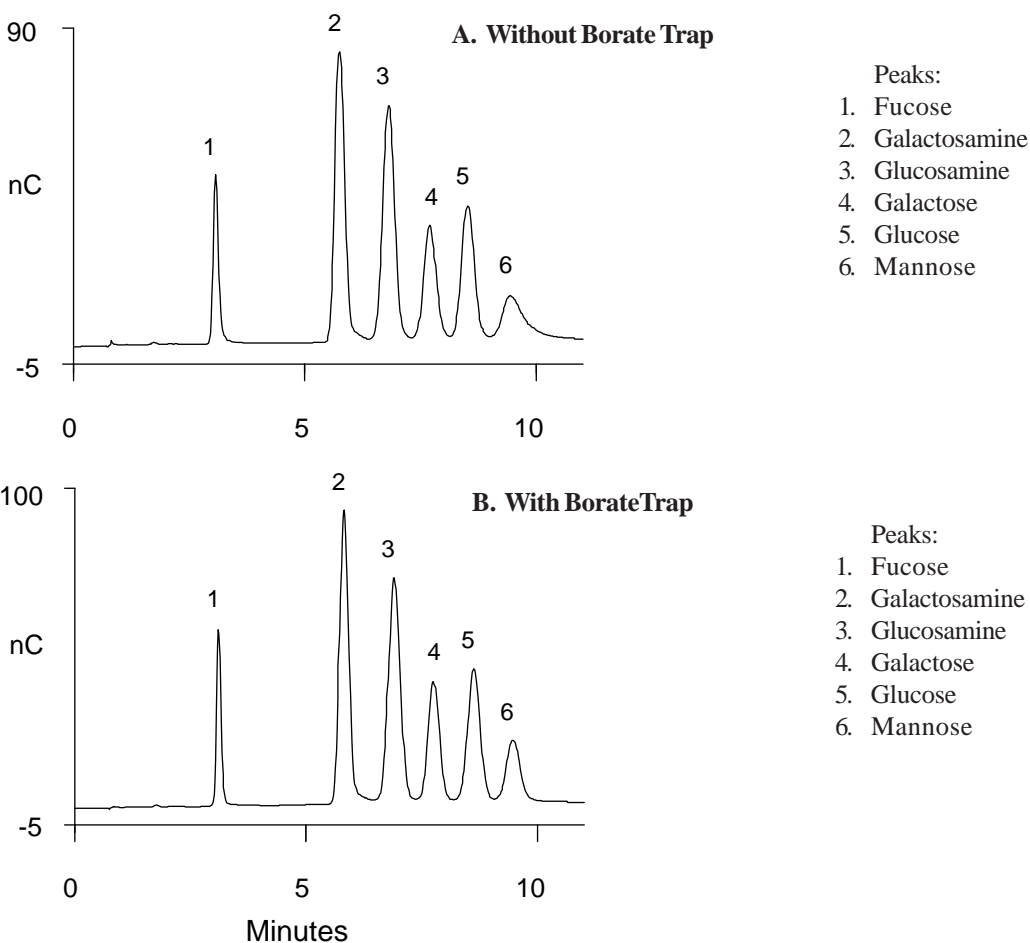 90
2
A. Without Borate Trap
3
1
nC
4
5
6
-5
0
5
10
Peaks:
1. Fucose
2. Galactosamine
3. Glucosamine
4. Galactose
5. Glucose
6. Mannose
100
2
B. With BorateTrap
3
1
nC
4
5
6
-5
0
5
10
Minutes
Peaks:
1. Fucose
2. Galactosamine
3. Glucosamine
4. Galactose
5. Glucose
6. Mannose